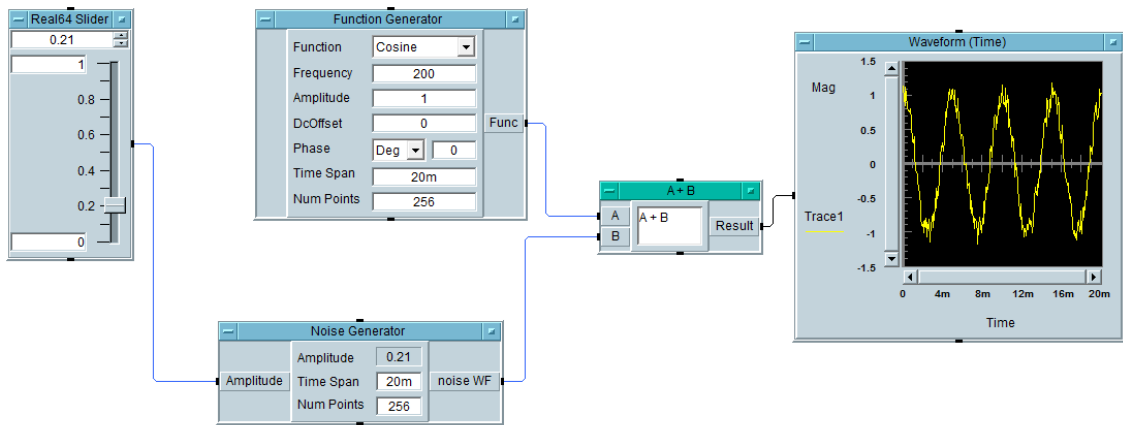 Real64 Slider
0.21
1
0.8
0.6
0.4
0.2
0
Function Generator
Function Cosine
Frequency 200
Amplitude 1
DcOffset 0
Phase Deg 0
Time Span 20m
Num Points 256
Func
Noise Generator
Amplitude
Amplitude 0.21
Time Span 20m
Num Points 256
noise WF
A + B
A
B
A + B
Result
Waveform (Time)
Mag
Trace1
1.5
1
0.5
0
-0.5
-1
-1.5
0 4m 8m 12m 16m 20m
Time